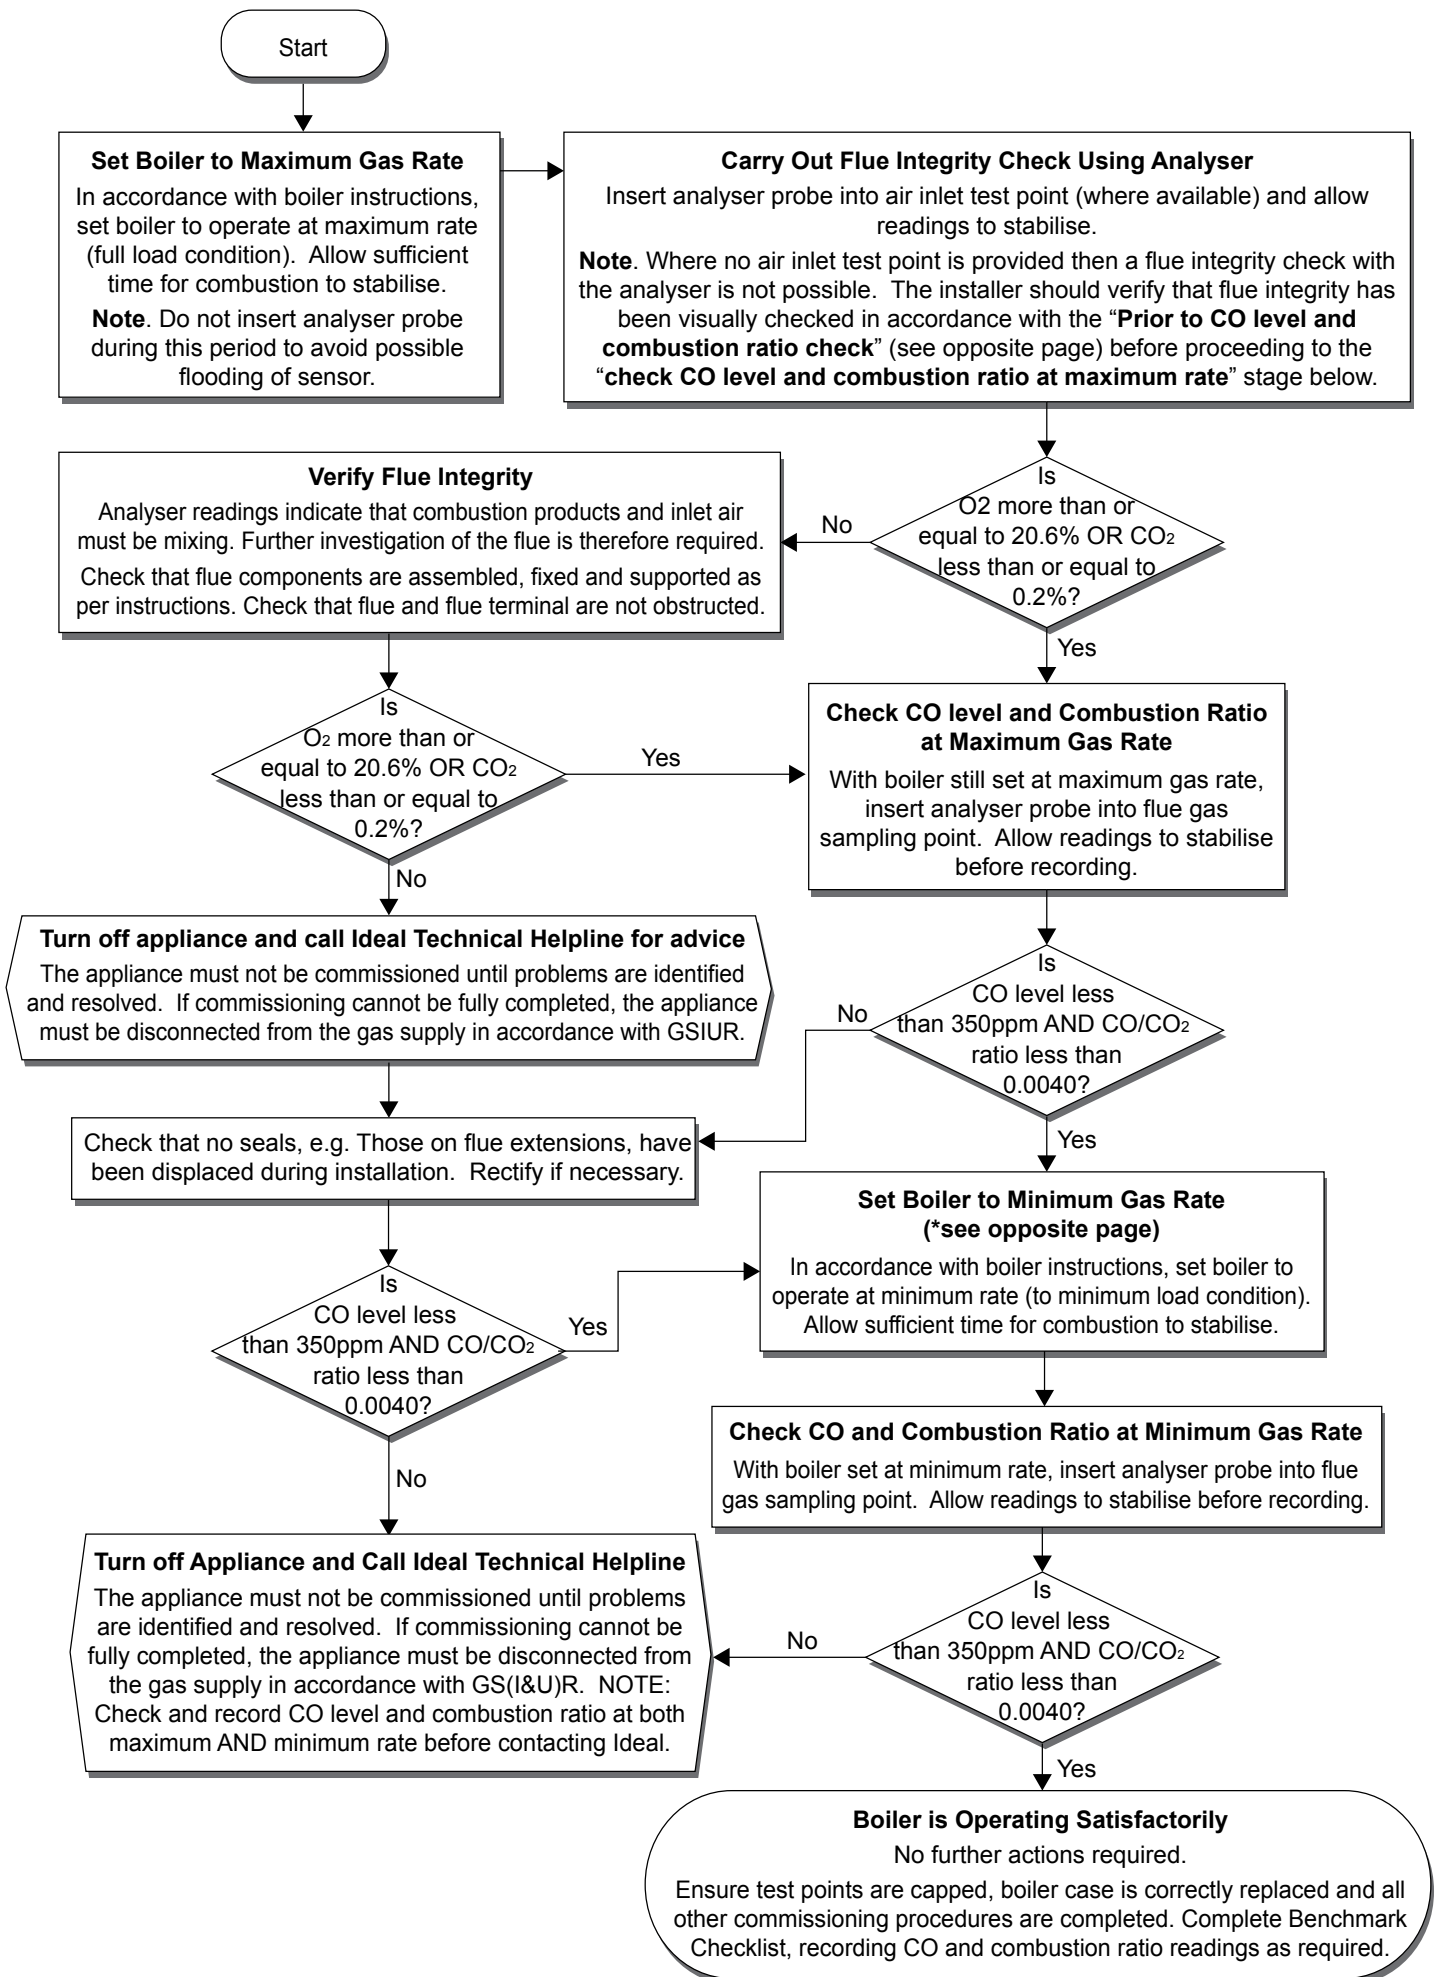 Start
Set Boiler to Maximum Gas Rate
In accordance with boiler instructions,
set boiler to operate at maximum rate
(full load condition).  Allow sufficient
time for combustion to stabilise.
Note. Do not insert analyser probe
during this period to avoid possible
flooding of sensor.
Carry Out Flue Integrity Check Using Analyser
Insert analyser probe into air inlet test point (where available) and allow
readings to stabilise.
Note. Where no air inlet test point is provided then a flue integrity check with
the analyser is not possible.  The installer should verify that flue integrity has
been visually checked in accordance with the “Prior to CO level and
combustion ratio check” (see opposite page) before proceeding to the
“check CO level and combustion ratio at maximum rate” stage below.
Is
O2 more than or
equal to 20.6% OR CO2
less than or equal to
0.2%?
No
Yes
Verify Flue Integrity
Analyser readings indicate that combustion products and inlet air
must be mixing. Further investigation of the flue is therefore required.
Check that flue components are assembled, fixed and supported as
per instructions. Check that flue and flue terminal are not obstructed.
Is
O2 more than or
equal to 20.6% OR CO2
less than or equal to
0.2%?
Yes
No
Check CO level and Combustion Ratio
at Maximum Gas Rate
With boiler still set at maximum gas rate,
insert analyser probe into flue gas
sampling point.  Allow readings to stabilise
before recording.
Turn off appliance and call Ideal Technical Helpline for advice
The appliance must not be commissioned until problems are identified
and resolved.  If commissioning cannot be fully completed, the appliance
must be disconnected from the gas supply in accordance with GSIUR.
Is
CO level less
than 350ppm AND CO/CO2
ratio less than
0.0040?
No
Yes
Check that no seals, e.g. Those on flue extensions, have
been displaced during installation.  Rectify if necessary.
Set Boiler to Minimum Gas Rate
(*see opposite page)
In accordance with boiler instructions, set boiler to
operate at minimum rate (to minimum load condition).
Allow sufficient time for combustion to stabilise.
Is
CO level less
than 350ppm AND CO/CO2
ratio less than
0.0040?
Yes
No
Check CO and Combustion Ratio at Minimum Gas Rate
With boiler set at minimum rate, insert analyser probe into flue
gas sampling point.  Allow readings to stabilise before recording.
Turn off Appliance and Call Ideal Technical Helpline
The appliance must not be commissioned until problems
are identified and resolved.  If commissioning cannot be
fully completed, the appliance must be disconnected from
the gas supply in accordance with GS(I&U)R.  NOTE:
Check and record CO level and combustion ratio at both
maximum AND minimum rate before contacting Ideal.
Is
CO level less
than 350ppm AND CO/CO2
ratio less than
0.0040?
No
Yes
Boiler is Operating Satisfactorily
No further actions required.
Ensure test points are capped, boiler case is correctly replaced and all
other commissioning procedures are completed. Complete Benchmark
Checklist, recording CO and combustion ratio readings as required.